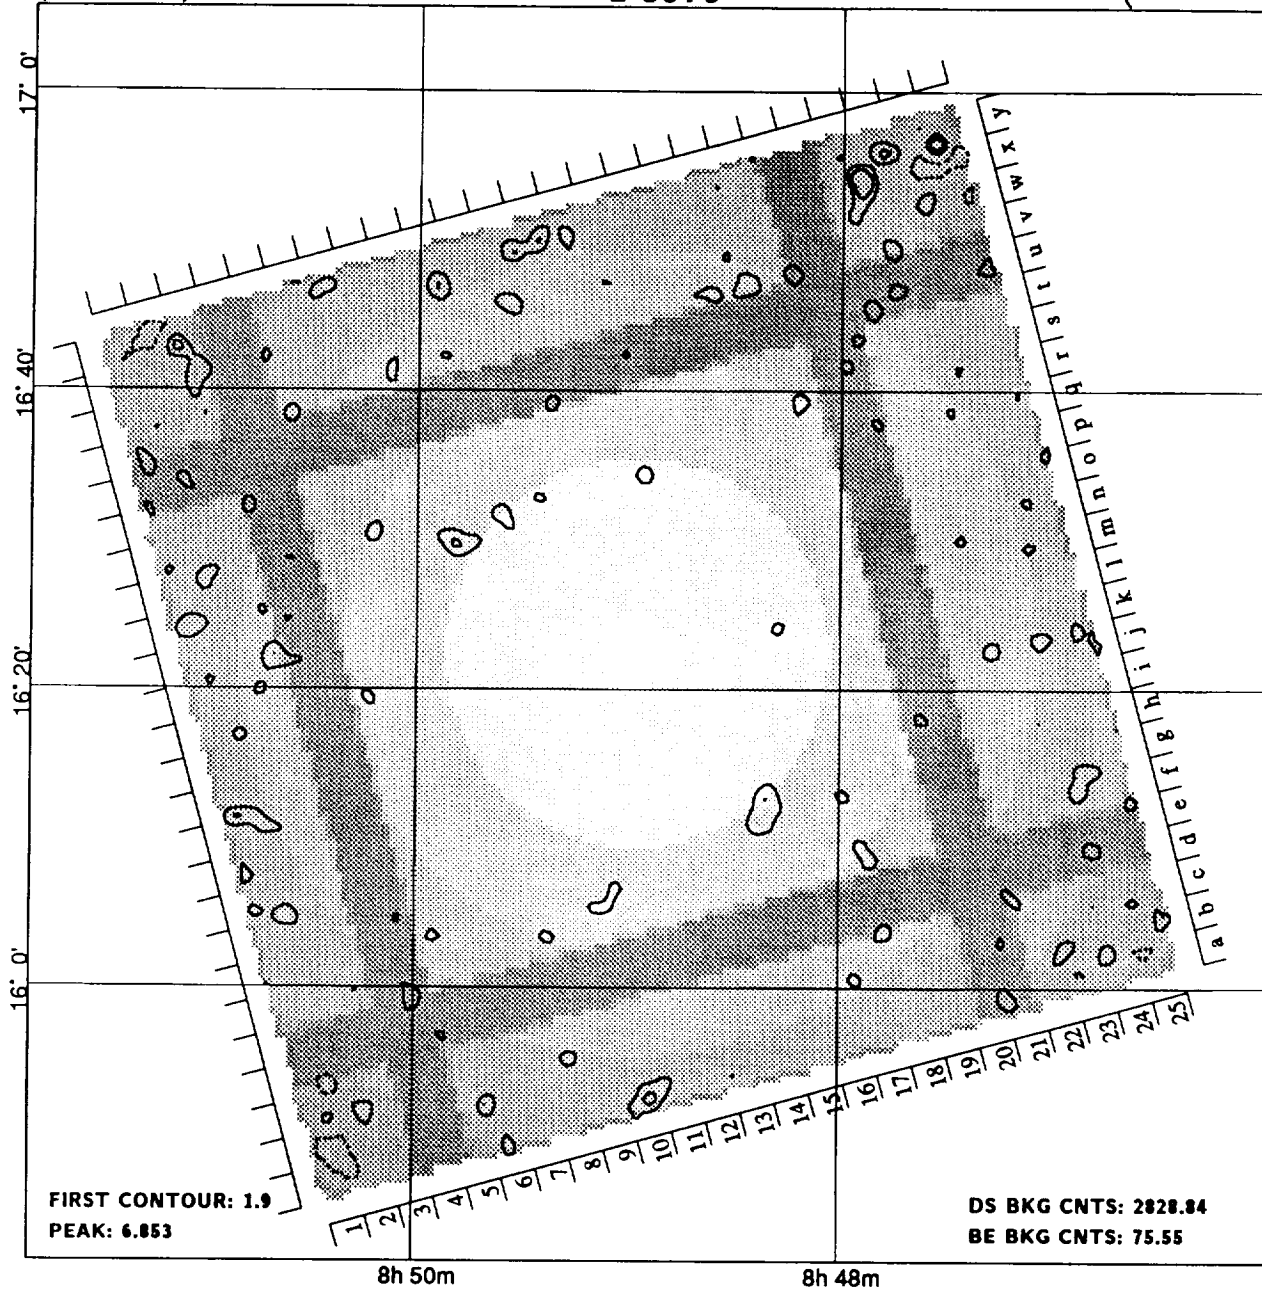 17° 0'
16° 40'
16° 20'
16° 0'
a|b|c|d|e|f|g|h|i|j|k|l|m|n|o|p|q|r|s|t|u|v|w|x|y
1|2|3|4|5|6|7|8|9|10|11|12|13|14|15|16|17|18|19|20|21|22|23|24|25
FIRST CONTOUR: 1.9
PEAK: 6.853
DS BKG CNTS: 2828.84
BE BKG CNTS: 75.55
8h 50m
8h 48m